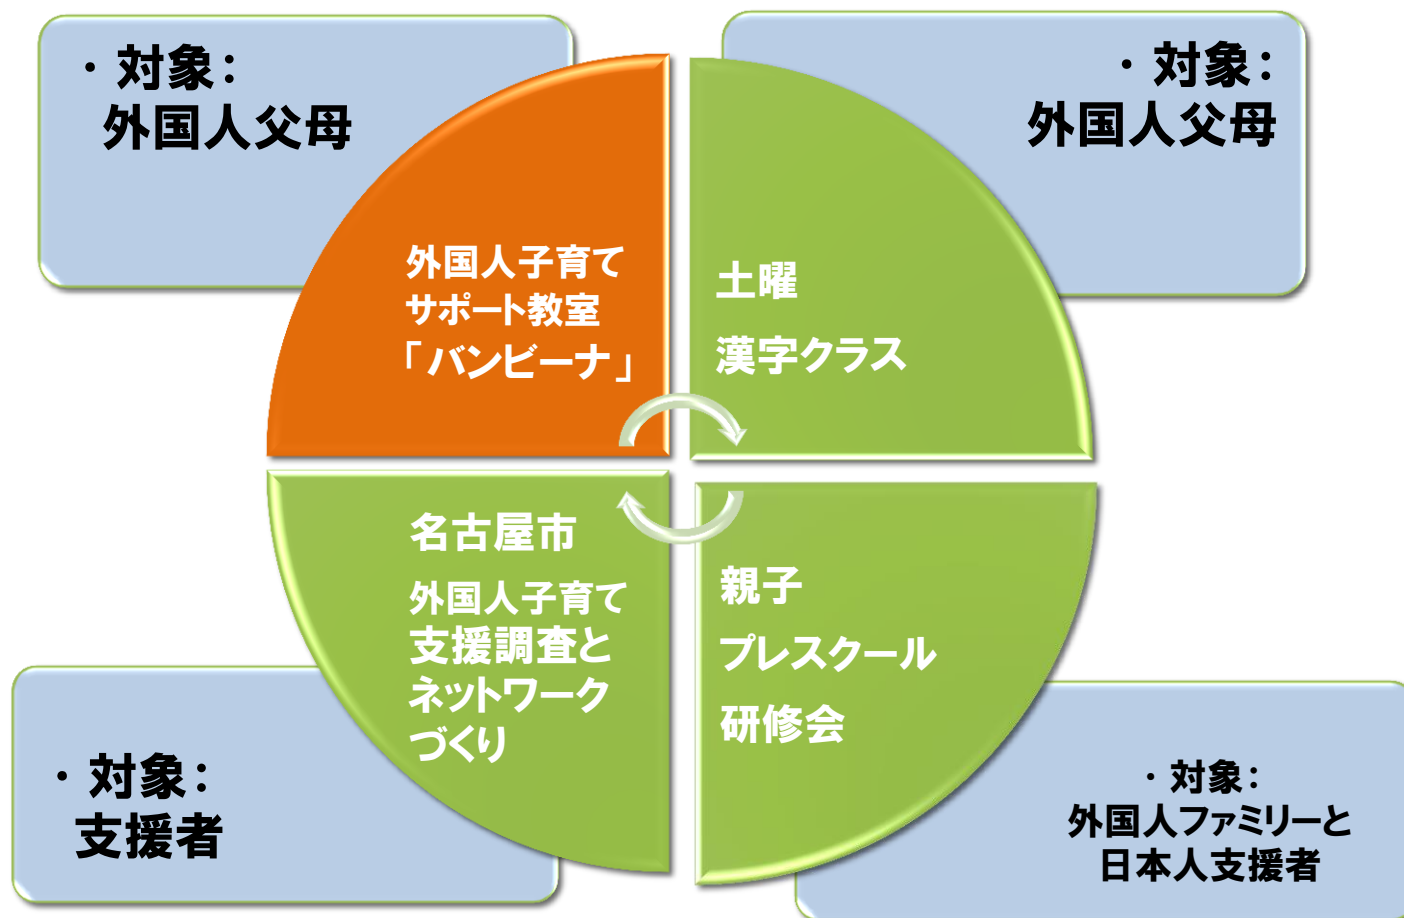 ・対象：
外国人父母
・対象：
外国人父母
外国人子育て
サポート教室
「バンビーナ」
土曜
漢字クラス
名古屋市
外国人子育て
支援調査と
ネットワーク
づくり
親子
プレスクール
研修会
・対象：
支援者
・対象：
外国人ファミリーと
日本人支援者